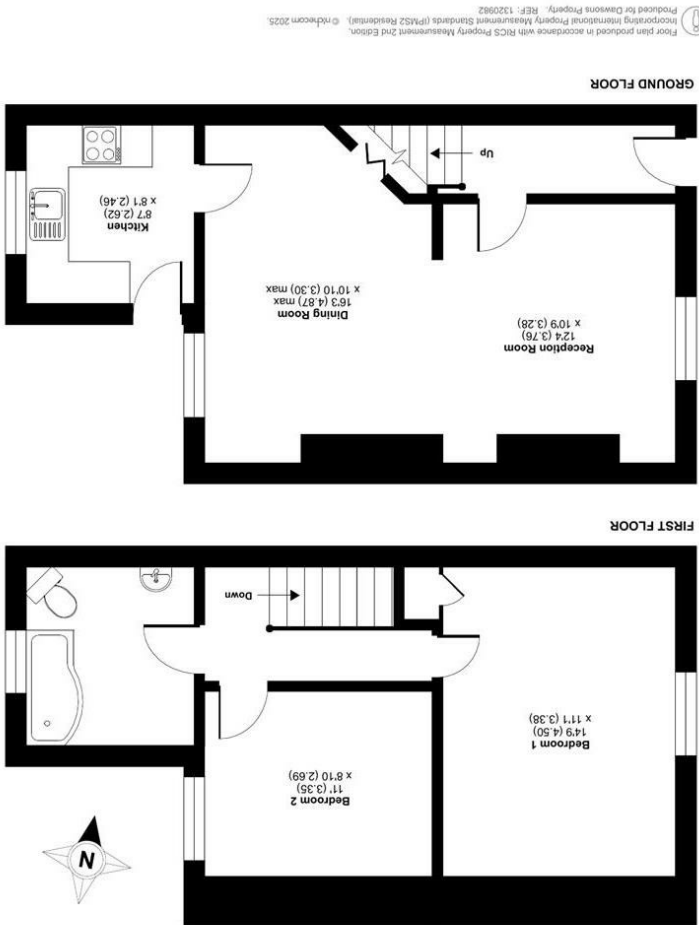 N
Bedroom 2
11' (3.35)
x 8'10 (2.69)
Bedroom 1
14'9 (4.50)
x 11'1 (3.38)
Down
FIRST FLOOR
Reception Room
12'4 (3.76)
x 10'9 (3.28)
Dining Room
16'3 (4.87) max
x 10'10 (3.30) max
Kitchen
8'7 (2.62)
x 8'1 (2.46)
Up
GROUND FLOOR
Floor plan produced in accordance with RICS Property Measurement 2nd Edition,
Incorporating International Property Measurement Standards (IPMS2 Residential). © nichecom 2025.
Produced for Dawsons Property. REF: 1320982